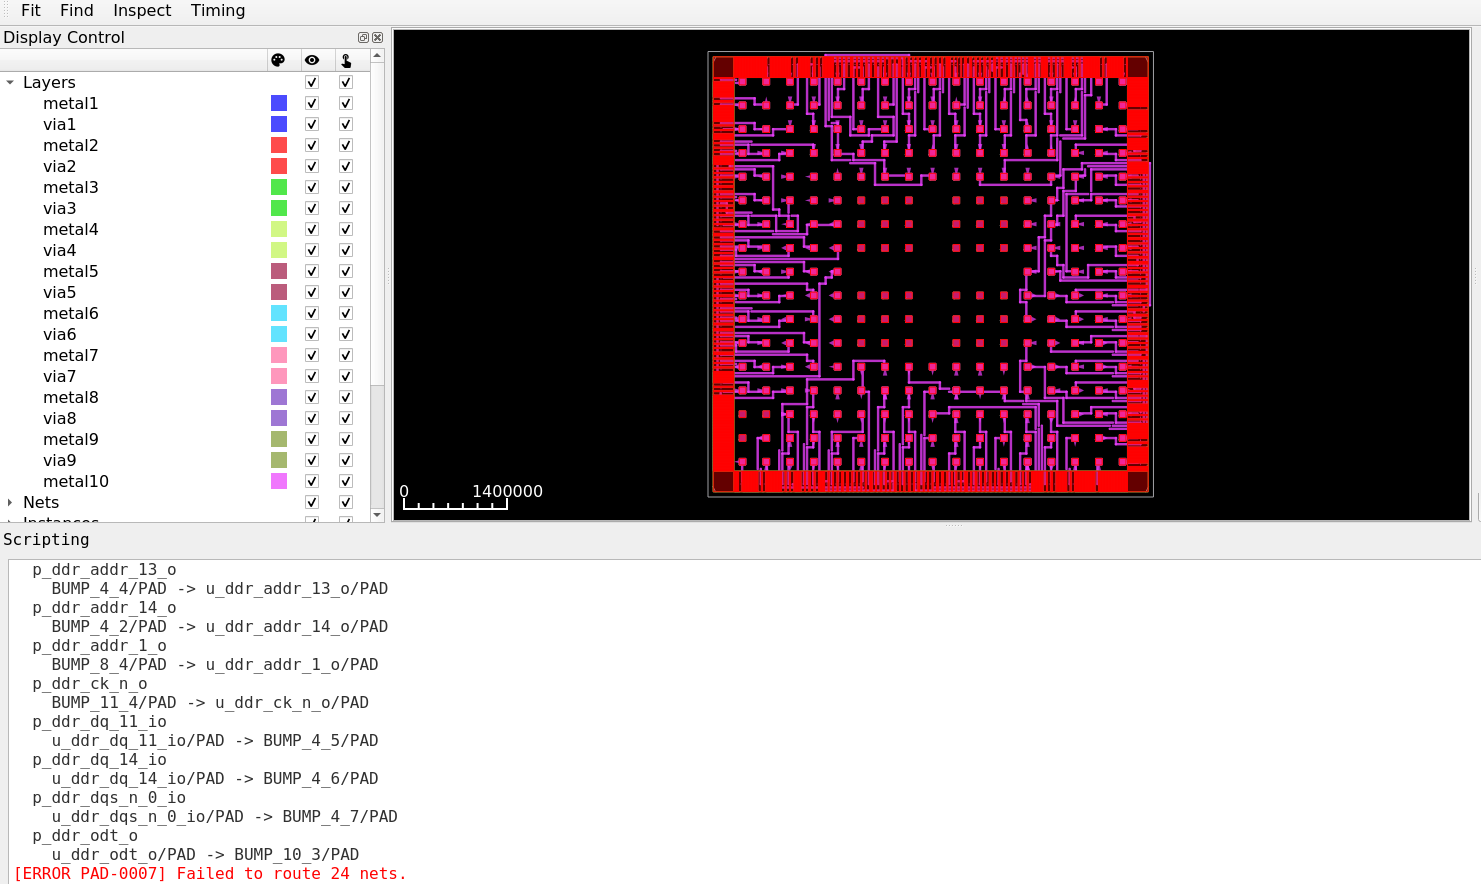 Fit Find Inspect Timing
Display Control
Layers
metal1
via1
metal2
via2
metal3
via3
metal4
via4
metal5
via5
metal6
via6
metal7
via7
metal8
via8
metal9
via9
metal10
Nets
Instances
0 1400000
Scripting
p_ddr_addr_13_o
BUMP_4_4/PAD -> u_ddr_addr_13_o/PAD
p_ddr_addr_14_o
BUMP_4_2/PAD -> u_ddr_addr_14_o/PAD
p_ddr_addr_1_o
BUMP_8_4/PAD -> u_ddr_addr_1_o/PAD
p_ddr_ck_n_o
BUMP_11_4/PAD -> u_ddr_ck_n_o/PAD
p_ddr_dq_11_io
u_ddr_dq_11_io/PAD -> BUMP_4_5/PAD
p_ddr_dq_14_io
u_ddr_dq_14_io/PAD -> BUMP_4_6/PAD
p_ddr_dqs_n_0_io
u_ddr_dqs_n_0_io/PAD -> BUMP_4_7/PAD
p_ddr_odt_o
u_ddr_odt_o/PAD -> BUMP_10_3/PAD
[ERROR PAD-0007] Failed to route 24 nets.